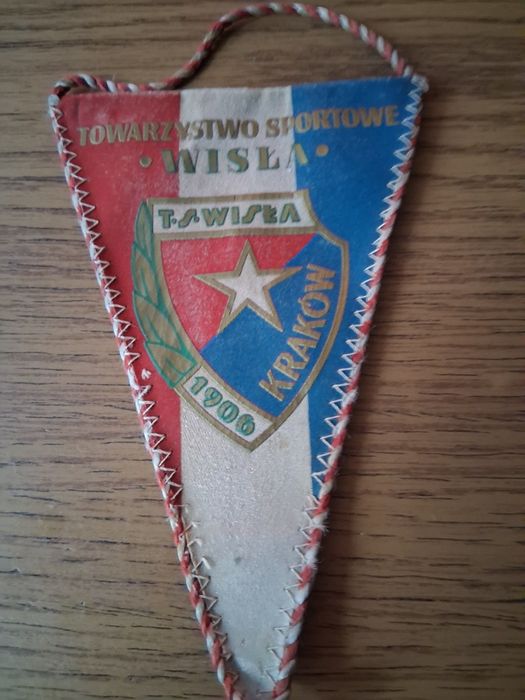 TOWARZYSTWO SPORTOWE
• WISŁA •
T.S. WISŁA
KRAKÓW
1906